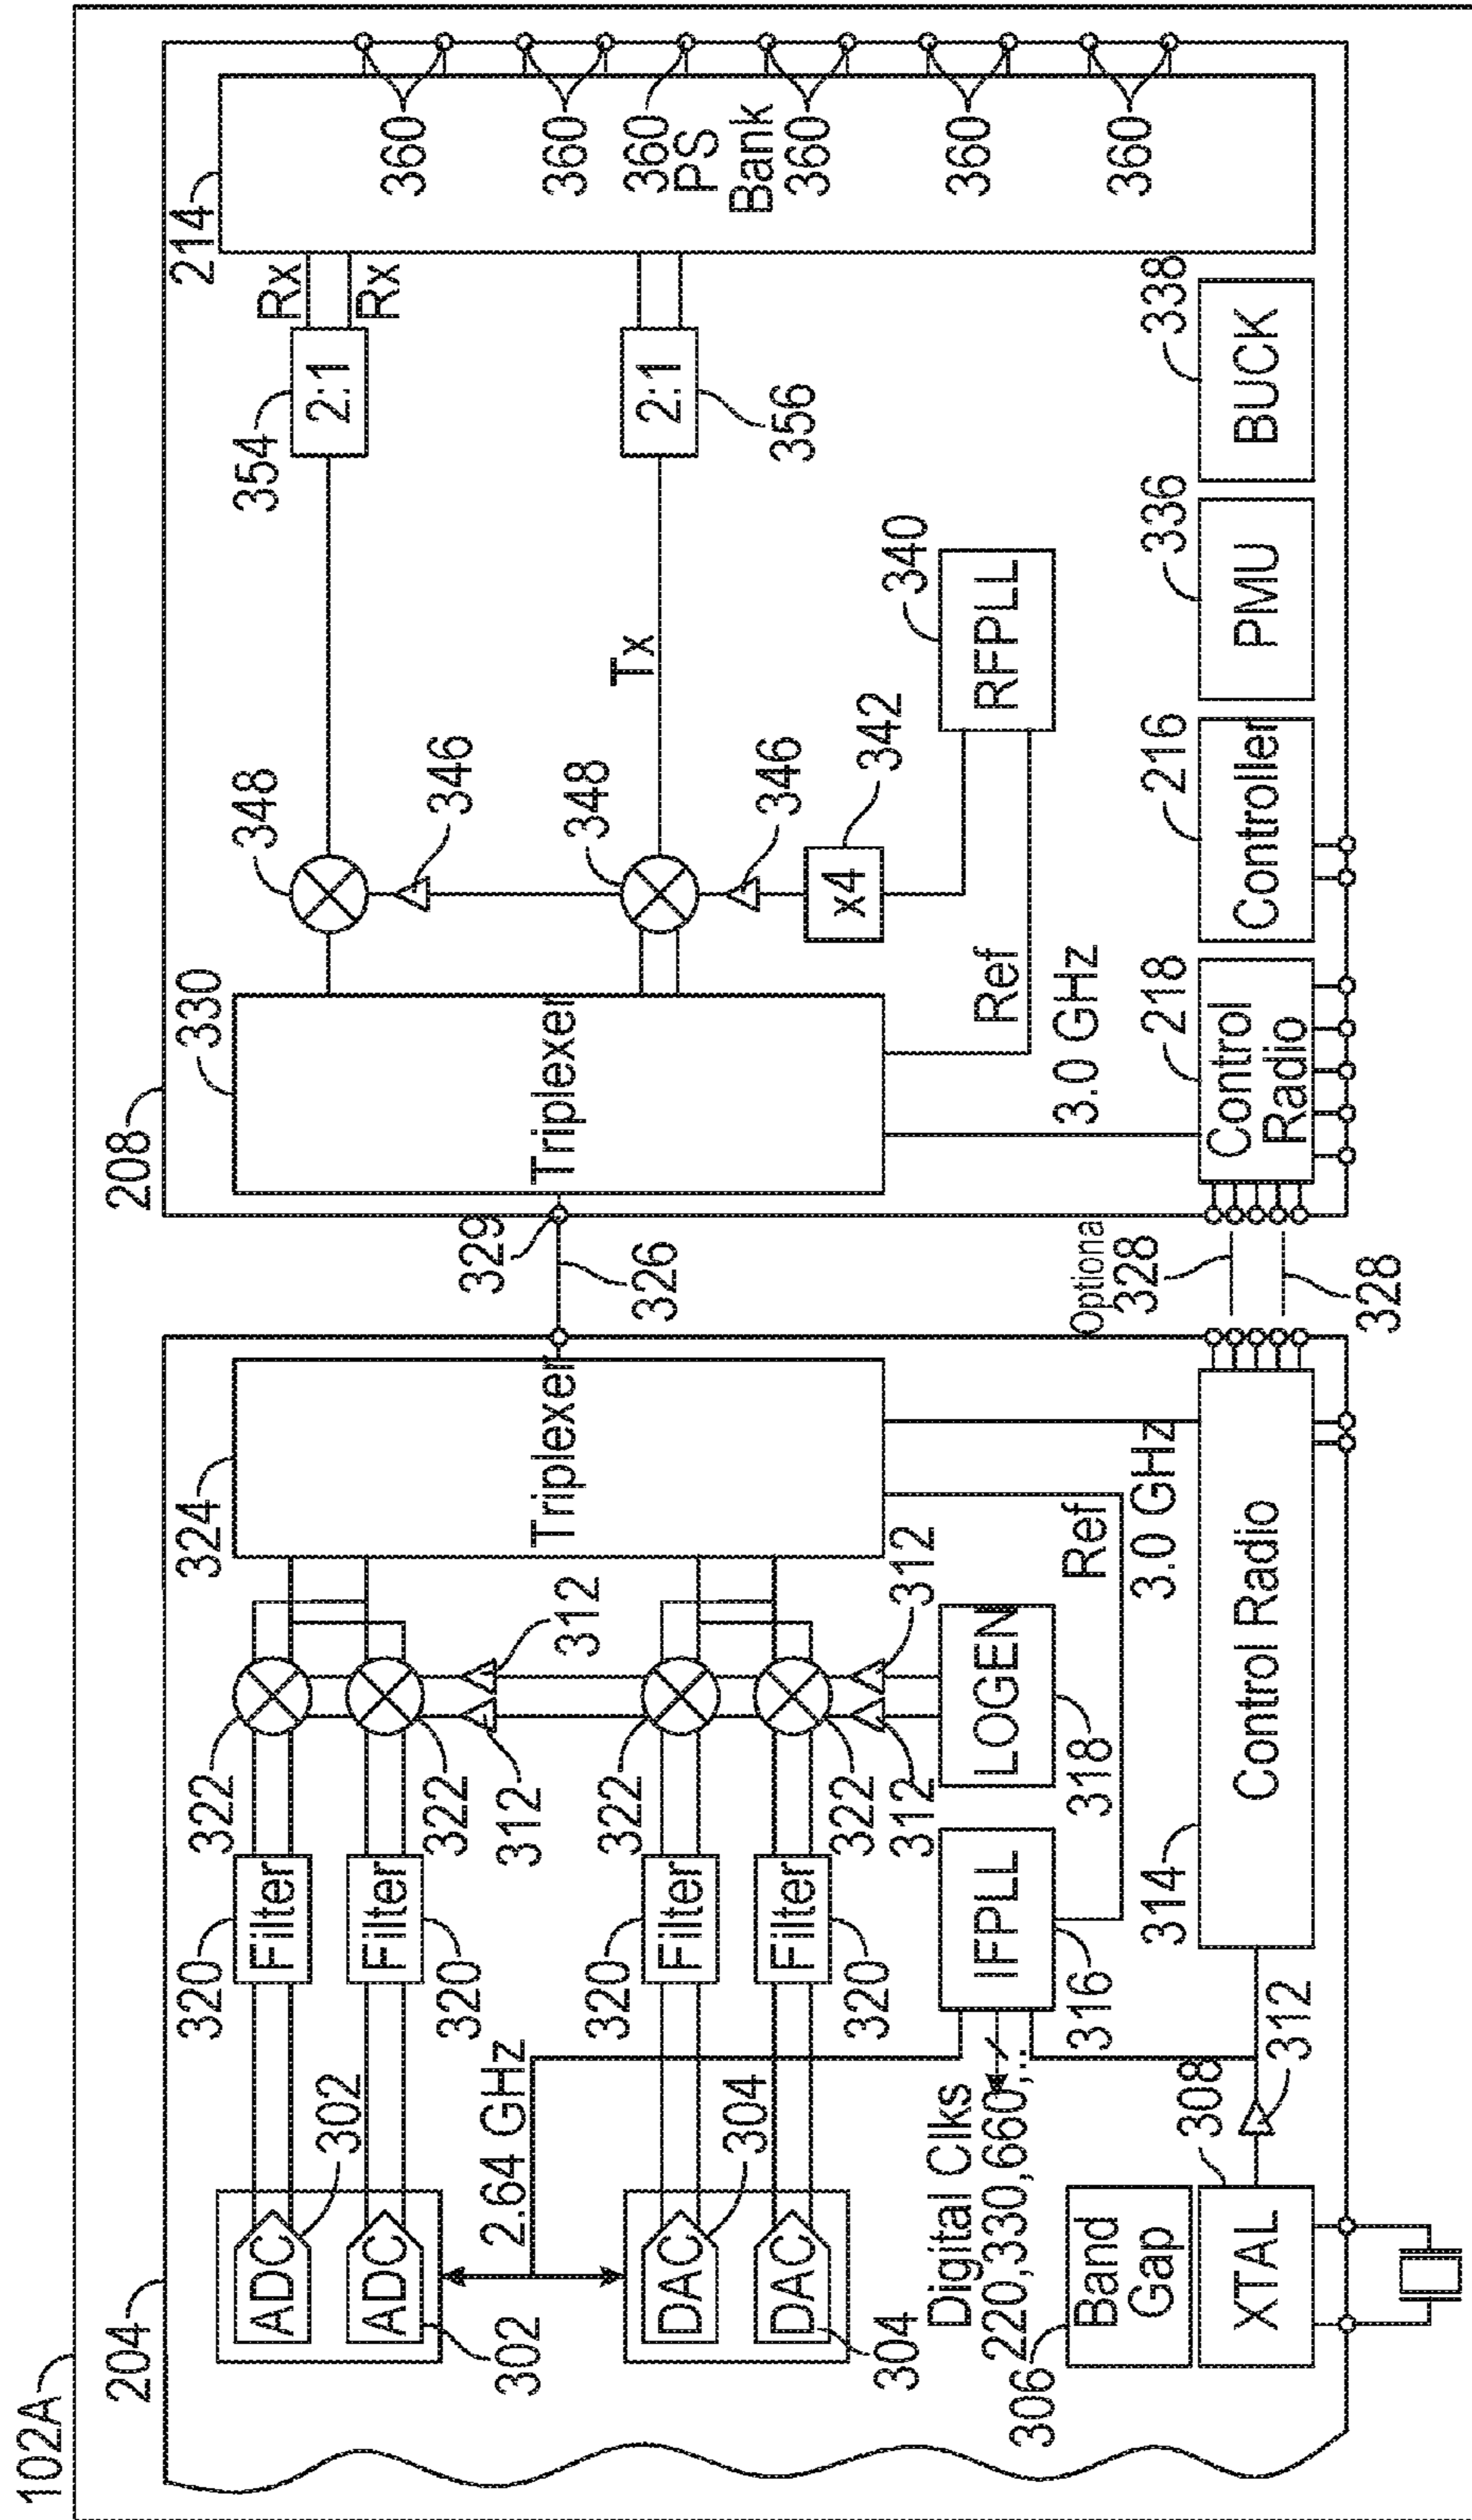 102A
204
208
ADC
302
ADC
302
320
Filter
Filter
320
322
322
312
312
324
Triplexer
326
329
330
Triplexer
348
346
354
2:1
Rx
Rx
214
360
360
360
PS
Bank
360
360
360
2.64 GHz
DAC
304
DAC
304
320
Filter
Filter
320
322
322
312
312
348
346
Tx
2:1
356
x4
342
Digital Clks
220,330,660,...
IFPLL
316
LOGEN
318
Ref
3.0 GHz
Ref
3.0 GHz
RFPLL
340
306
Band
Gap
XTAL
308
312
314
Control Radio
Optiona
328
328
Control
Radio
218
Controller
216
PMU
336
BUCK
338